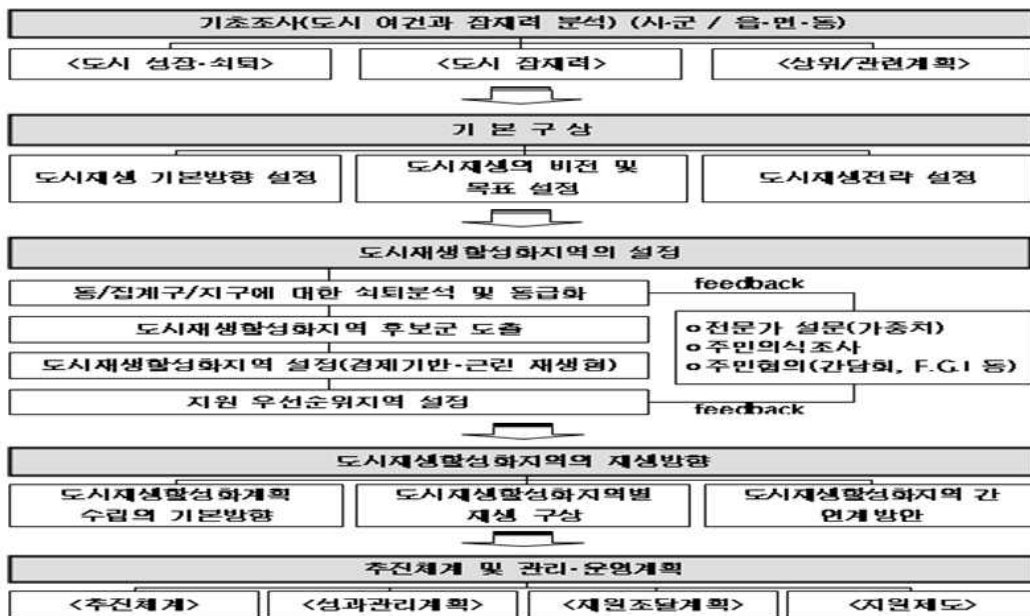 기초조사(도시 여건과 잠재력 분석) (시·군 / 읍·면·동)
<도시 성장·쇠퇴>
<도시 잠재력>
<상위/관련계획>
기 본 구 상
도시재생 기본방향 설정
도시재생의 비전 및
목표 설정
도시재생전략 설정
도시재생활성화지역의 설정
동/집계구/지구에 대한 쇠퇴분석 및 등급화
feedback
도시재생활성화지역 후보군 도출
도시재생활성화지역 설정(경제기반·근린 재생형)
지원 우선순위지역 설정
o 전문가 설문(가중치)
o 주민의식조사
o 주민협의(간담회, F.G.I 등)
feedback
도시재생활성화지역의 재생방향
도시재생활성화계획
수립의 기본방향
도시재생활성화지역별
재생 구상
도시재생활성화지역 간
연계방안
추진체계 및 관리·운영계획
<추진체계>
<성과관리계획>
<재원조달계획>
<지원제도>